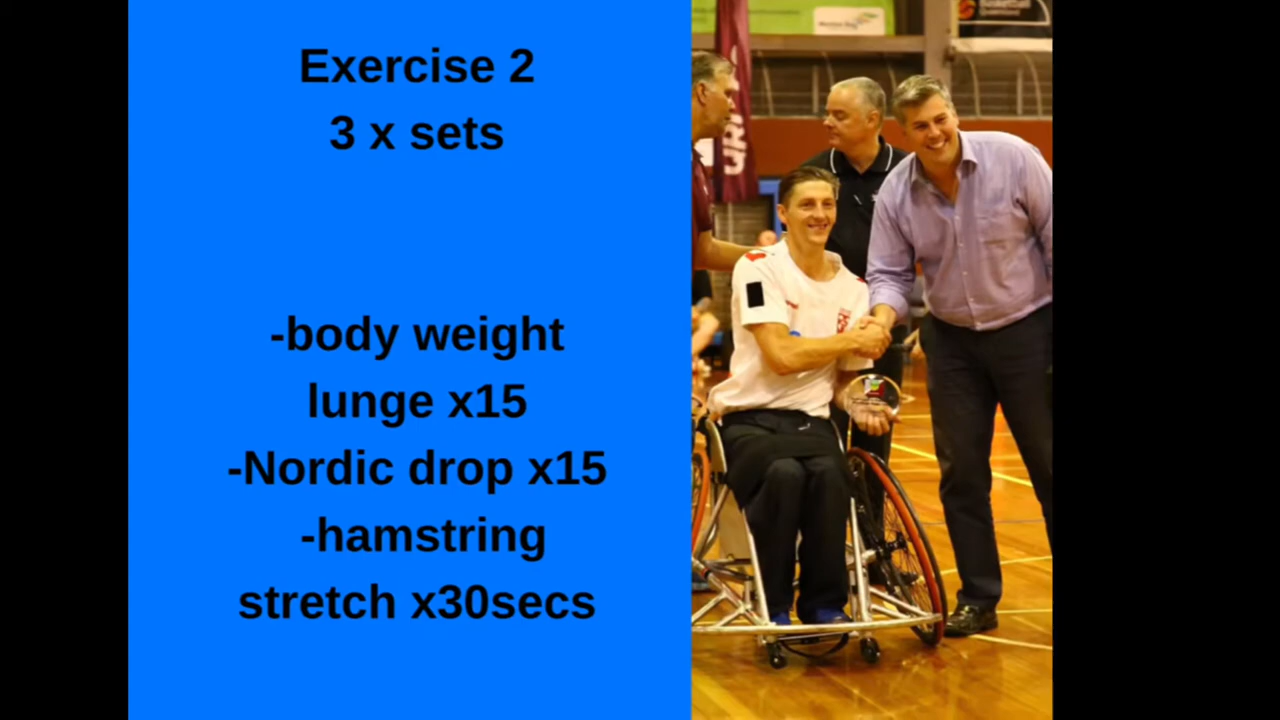 Exercise 2
3 x sets
-body weight
lunge x15
-Nordic drop x15
-hamstring
stretch x30secs